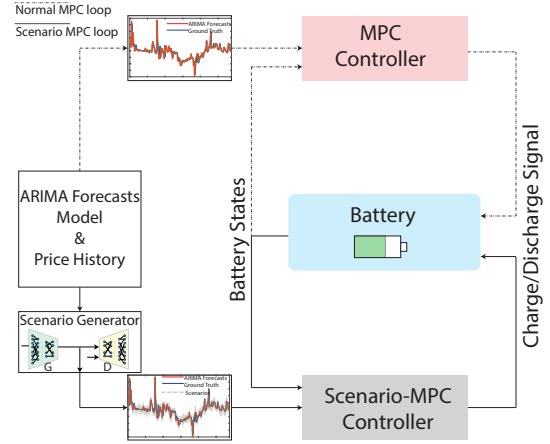 Normal MPC loop
Scenario MPC loop
ARIMA Forecasts
Ground Truth
MPC
Controller
ARIMA Forecasts
Model
&
Price History
Battery States
Battery
Charge/Discharge Signal
Scenario Generator
G
D
ARIMA Forecasts
Ground Truth
Scenarios
Scenario-MPC
Controller